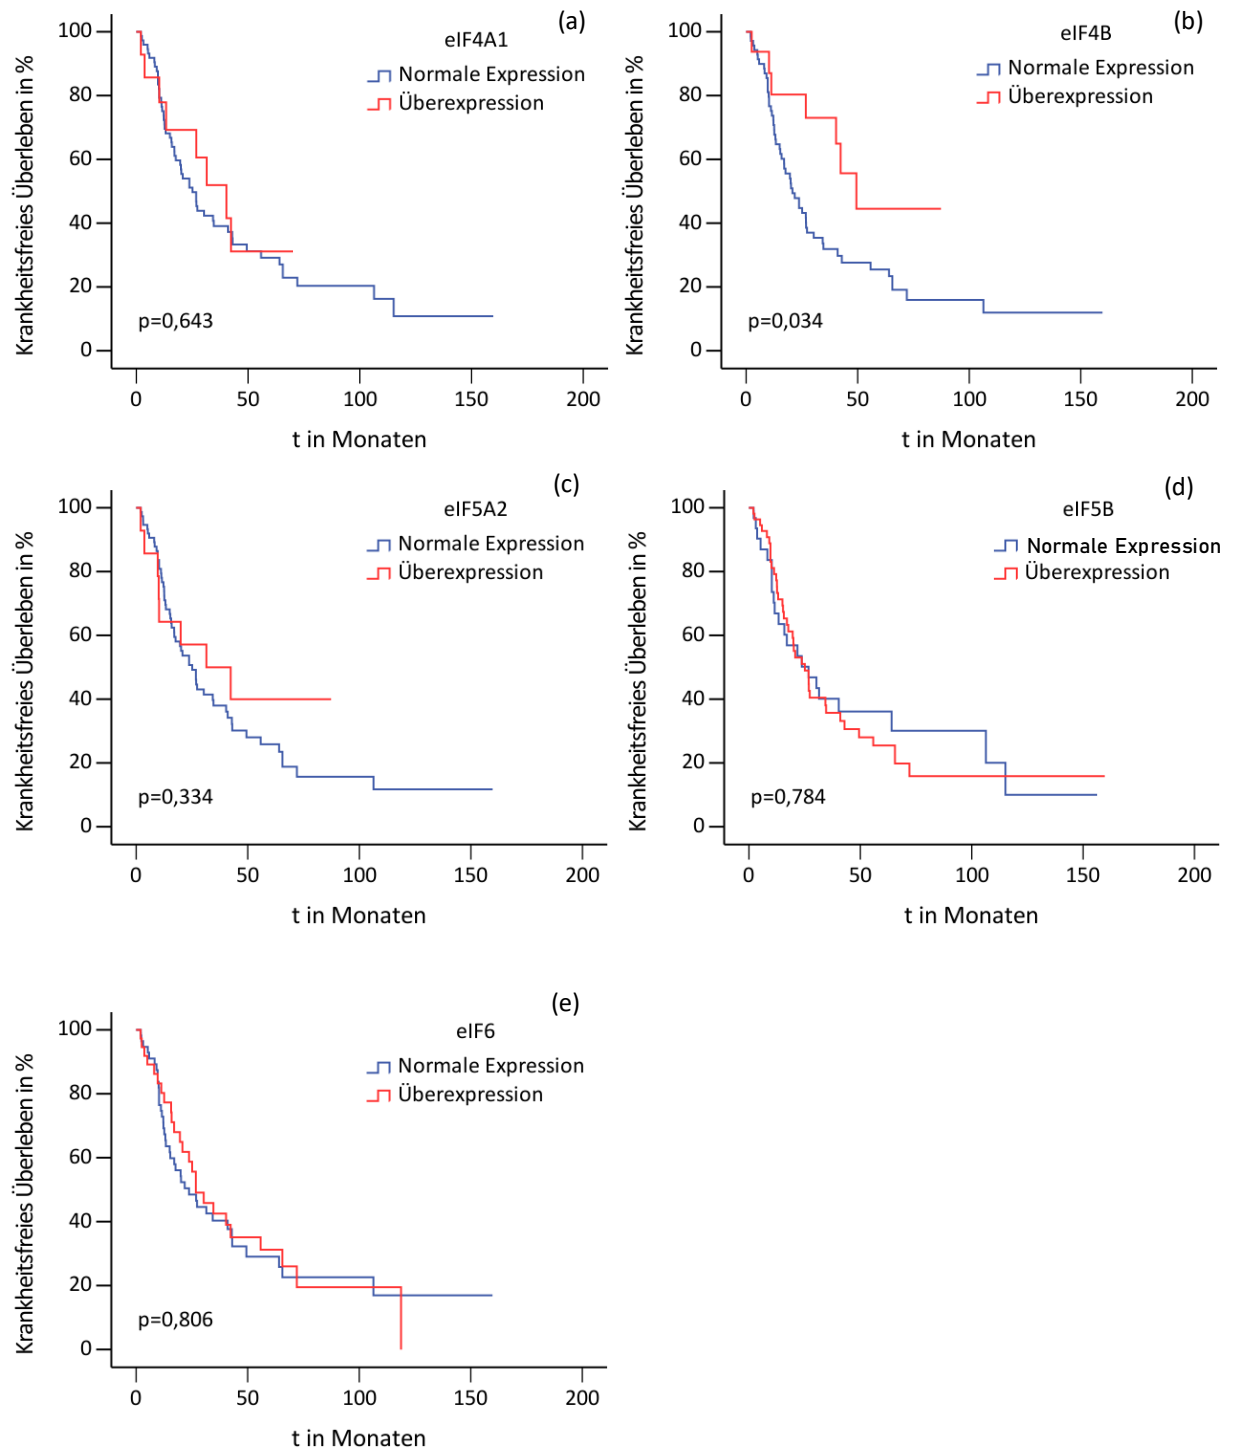 (a)
eIF4A1
Normale Expression
Überexpression
Krankheitsfreies Überleben in %
100
80
60
40
20
0
p=0,643
0 50 100 150 200
t in Monaten
(b)
eIF4B
Normale Expression
Überexpression
Krankheitsfreies Überleben in %
100
80
60
40
20
0
p=0,034
0 50 100 150 200
t in Monaten
(c)
eIF5A2
Normale Expression
Überexpression
Krankheitsfreies Überleben in %
100
80
60
40
20
0
p=0,334
0 50 100 150 200
t in Monaten
(d)
eIF5B
Normale Expression
Überexpression
Krankheitsfreies Überleben in %
100
80
60
40
20
0
p=0,784
0 50 100 150 200
t in Monaten
(e)
eIF6
Normale Expression
Überexpression
Krankheitsfreies Überleben in %
100
80
60
40
20
0
p=0,806
0 50 100 150 200
t in Monaten